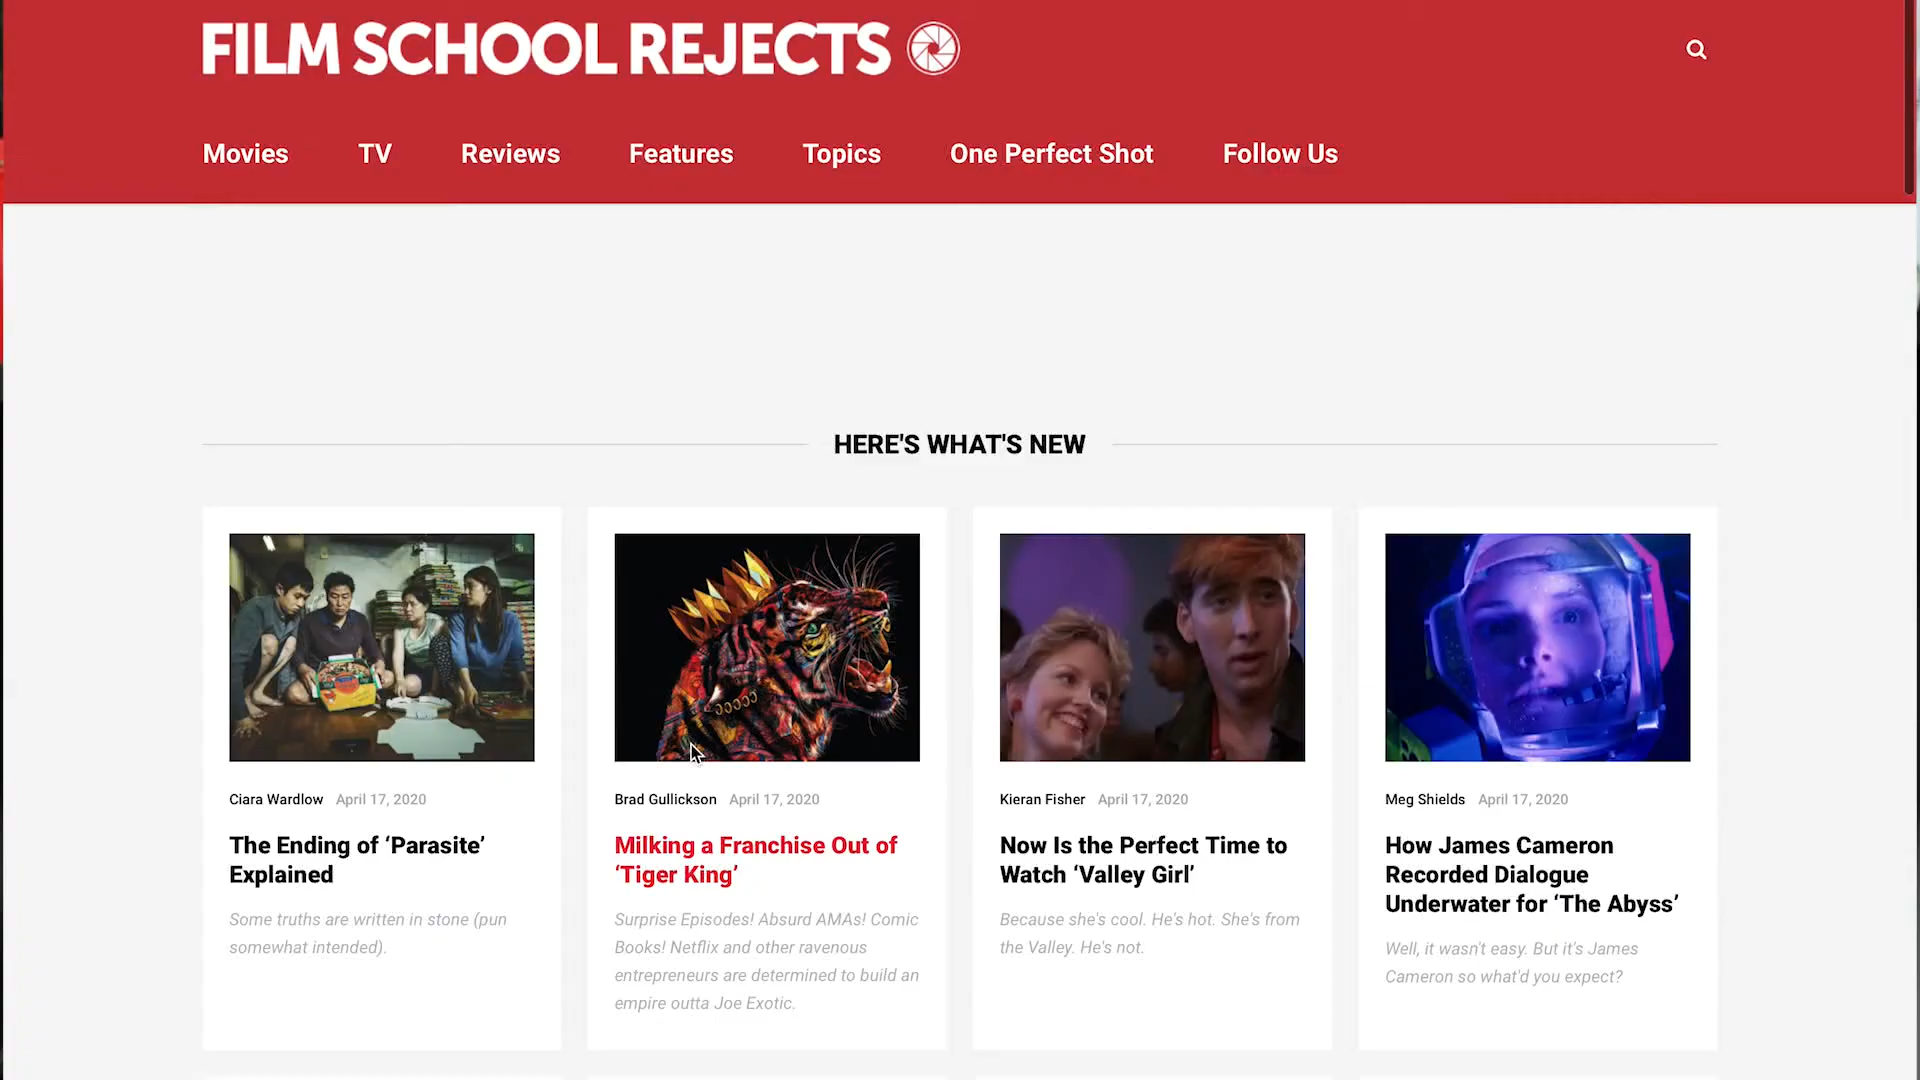 FILM SCHOOL REJECTS
Movies TV Reviews Features Topics One Perfect Shot Follow Us
HERE'S WHAT'S NEW
Ciara Wardlow April 17, 2020
The Ending of ‘Parasite’
Explained
Some truths are written in stone (pun
somewhat intended).
Brad Gullickson April 17, 2020
Milking a Franchise Out of
‘Tiger King’
Surprise Episodes! Absurd AMAs! Comic
Books! Netflix and other ravenous
entrepreneurs are determined to build an
empire outta Joe Exotic.
Kieran Fisher April 17, 2020
Now Is the Perfect Time to
Watch ‘Valley Girl’
Because she's cool. He's hot. She's from
the Valley. He's not.
Meg Shields April 17, 2020
How James Cameron
Recorded Dialogue
Underwater for ‘The Abyss’
Well, it wasn't easy. But it's James
Cameron so what'd you expect?